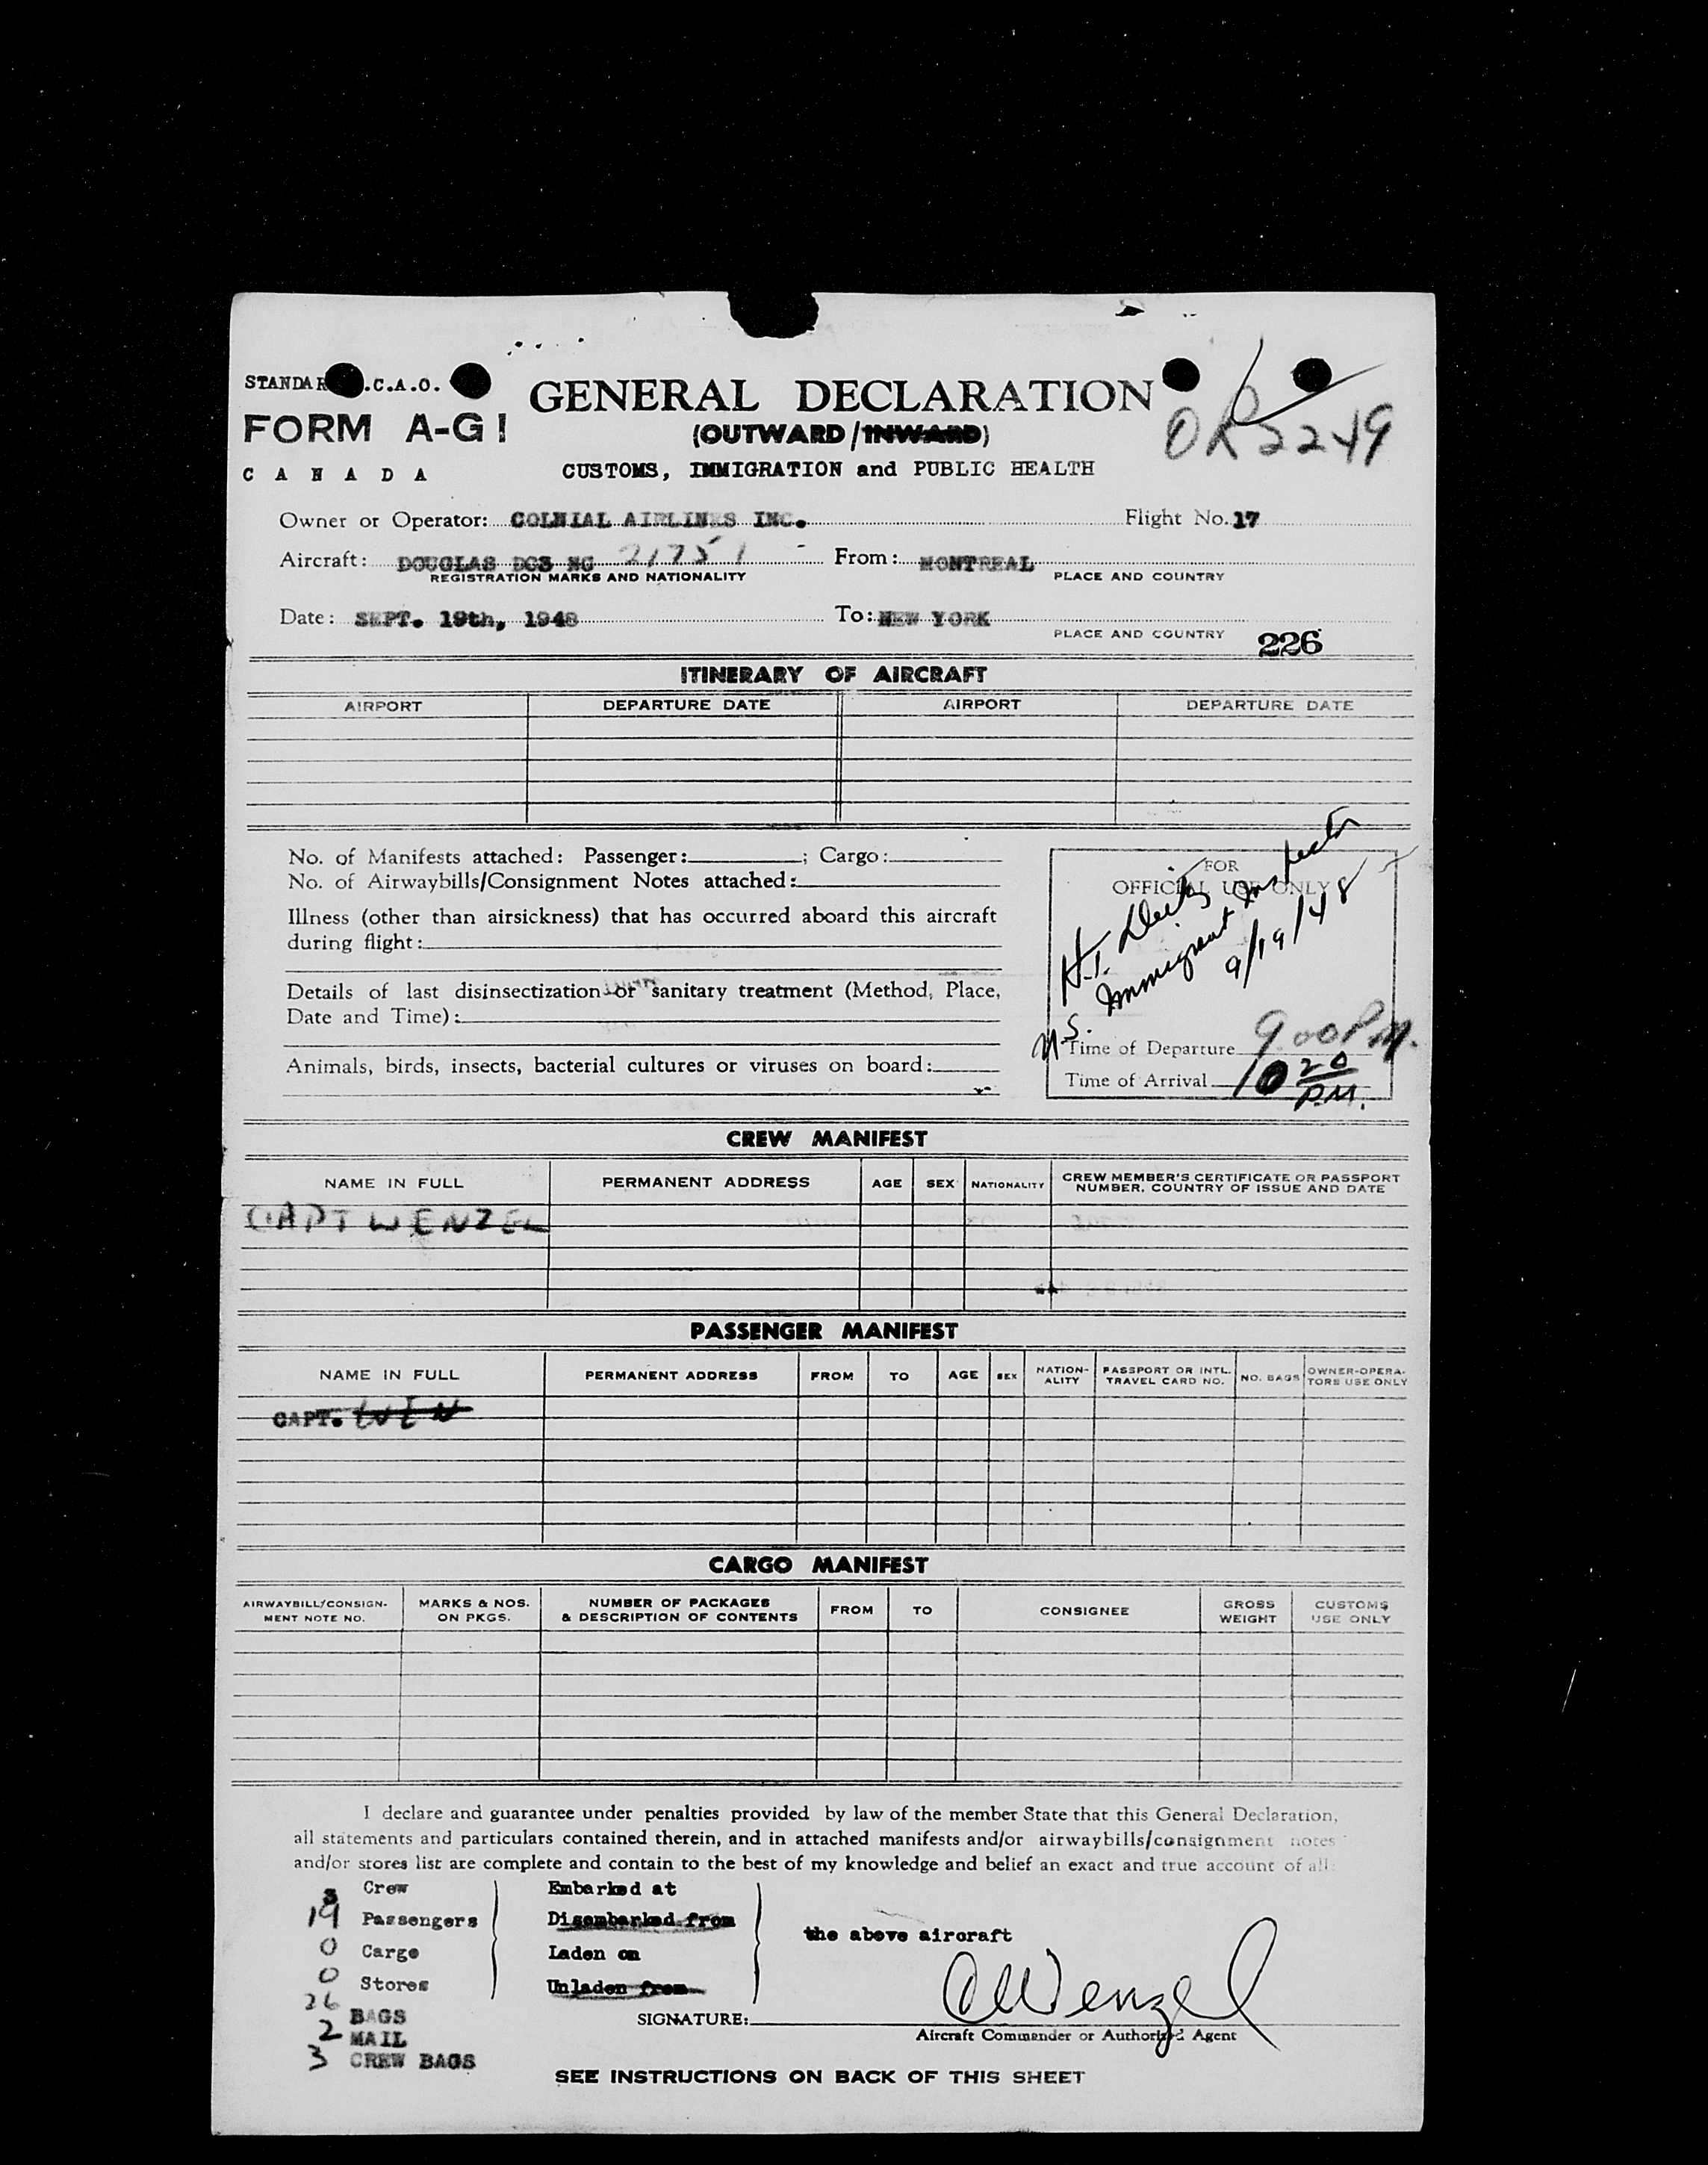 STANDAR .C.A.O.
GENERAL DECLARATION
OR 2249
FORM A-G1
(OUTWARD/INWARD)
CANADA
CUSTOMS, IMMIGRATION and PUBLIC HEALTH
Owner or Operator: COLNIAL AIRLINES INC. Flight No. 17
Aircraft: DOUGLAS DC3 NC 21751 From: MONTREAL
REGISTRATION MARKS AND NATIONALITY PLACE AND COUNTRY
Date: SEPT. 19th, 1948 To: NEW YORK
PLACE AND COUNTRY 226
ITINERARY OF AIRCRAFT
AIRPORT DEPARTURE DATE AIRPORT DEPARTURE DATE
No. of Manifests attached: Passenger: ; Cargo:
No. of Airwaybills/Consignment Notes attached:
Illness (other than airsickness) that has occurred aboard this aircraft
during flight:
Details of last disinsectization or sanitary treatment (Method, Place,
Date and Time):
Animals, birds, insects, bacterial cultures or viruses on board:
FOR
OFFICIAL USE ONLY
H.T. Deitz
U.S. Immigrant Inspector
9/19/48
Time of Departure 9 00 P.M.
Time of Arrival 10 20 P.M.
CREW MANIFEST
NAME IN FULL PERMANENT ADDRESS AGE SEX NATIONALITY CREW MEMBER'S CERTIFICATE OR PASSPORT
NUMBER, COUNTRY OF ISSUE AND DATE
CAPT WENZEL
PASSENGER MANIFEST
NAME IN FULL PERMANENT ADDRESS FROM TO AGE SEX NATION-
ALITY PASSPORT OR INTL.
TRAVEL CARD NO. NO. BAGS OWNER-OPERA-
TORS USE ONLY
CAPT. WEN
CARGO MANIFEST
AIRWAYBILL/CONSIGN-
MENT NOTE NO. MARKS & NOS.
ON PKGS. NUMBER OF PACKAGES
& DESCRIPTION OF CONTENTS FROM TO CONSIGNEE GROSS
WEIGHT CUSTOMS
USE ONLY
I declare and guarantee under penalties provided by law of the member State that this General Declaration,
all statements and particulars contained therein, and in attached manifests and/or airwaybills/consignment notes
and/or stores list are complete and contain to the best of my knowledge and belief an exact and true account of all:
3 Crew Embarked at
19 Passengers Disembarked from
the above aircraft
0 Cargo Laden on
0 Stores Unladen from
26 BAGS
SIGNATURE: C Wenzel
2 MAIL
Aircraft Commander or Authorized Agent
3 CREW BAGS
SEE INSTRUCTIONS ON BACK OF THIS SHEET